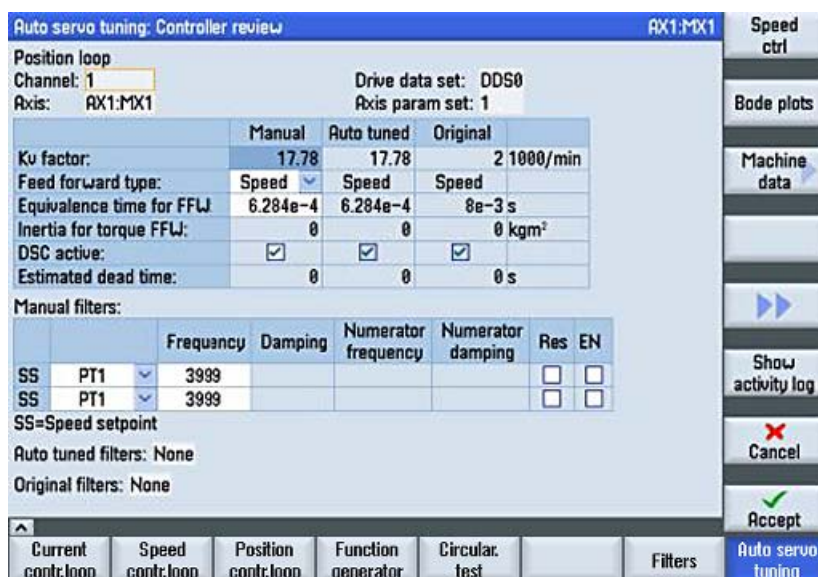 Auto servo tuning: Controller review AX1:MX1
Position loop
Channel: 1 Drive data set: DDS0
Axis: AX1:MX1 Axis param set: 1
Manual Auto tuned Original
Kv factor: 17.78 17.78 2 1000/min
Feed forward type: Speed Speed Speed
Equivalence time for FFW 6.284e-4 6.284e-4 8e-3 s
Inertia for torque FFW: 0 0 0 kgm²
DSC active:
Estimated dead time: 0 0 0 s
Manual filters:
Frequency Damping Numerator frequency Numerator damping Res EN
SS PT1 3999
SS PT1 3999
SS=Speed setpoint
Auto tuned filters: None
Original filters: None
Speed ctrl
Bode plots
Machine data
Show activity log
Cancel
Accept
Current contr.loop
Speed contr.loop
Position contr.loop
Function generator
Circular. test
Filters
Auto servo tuning